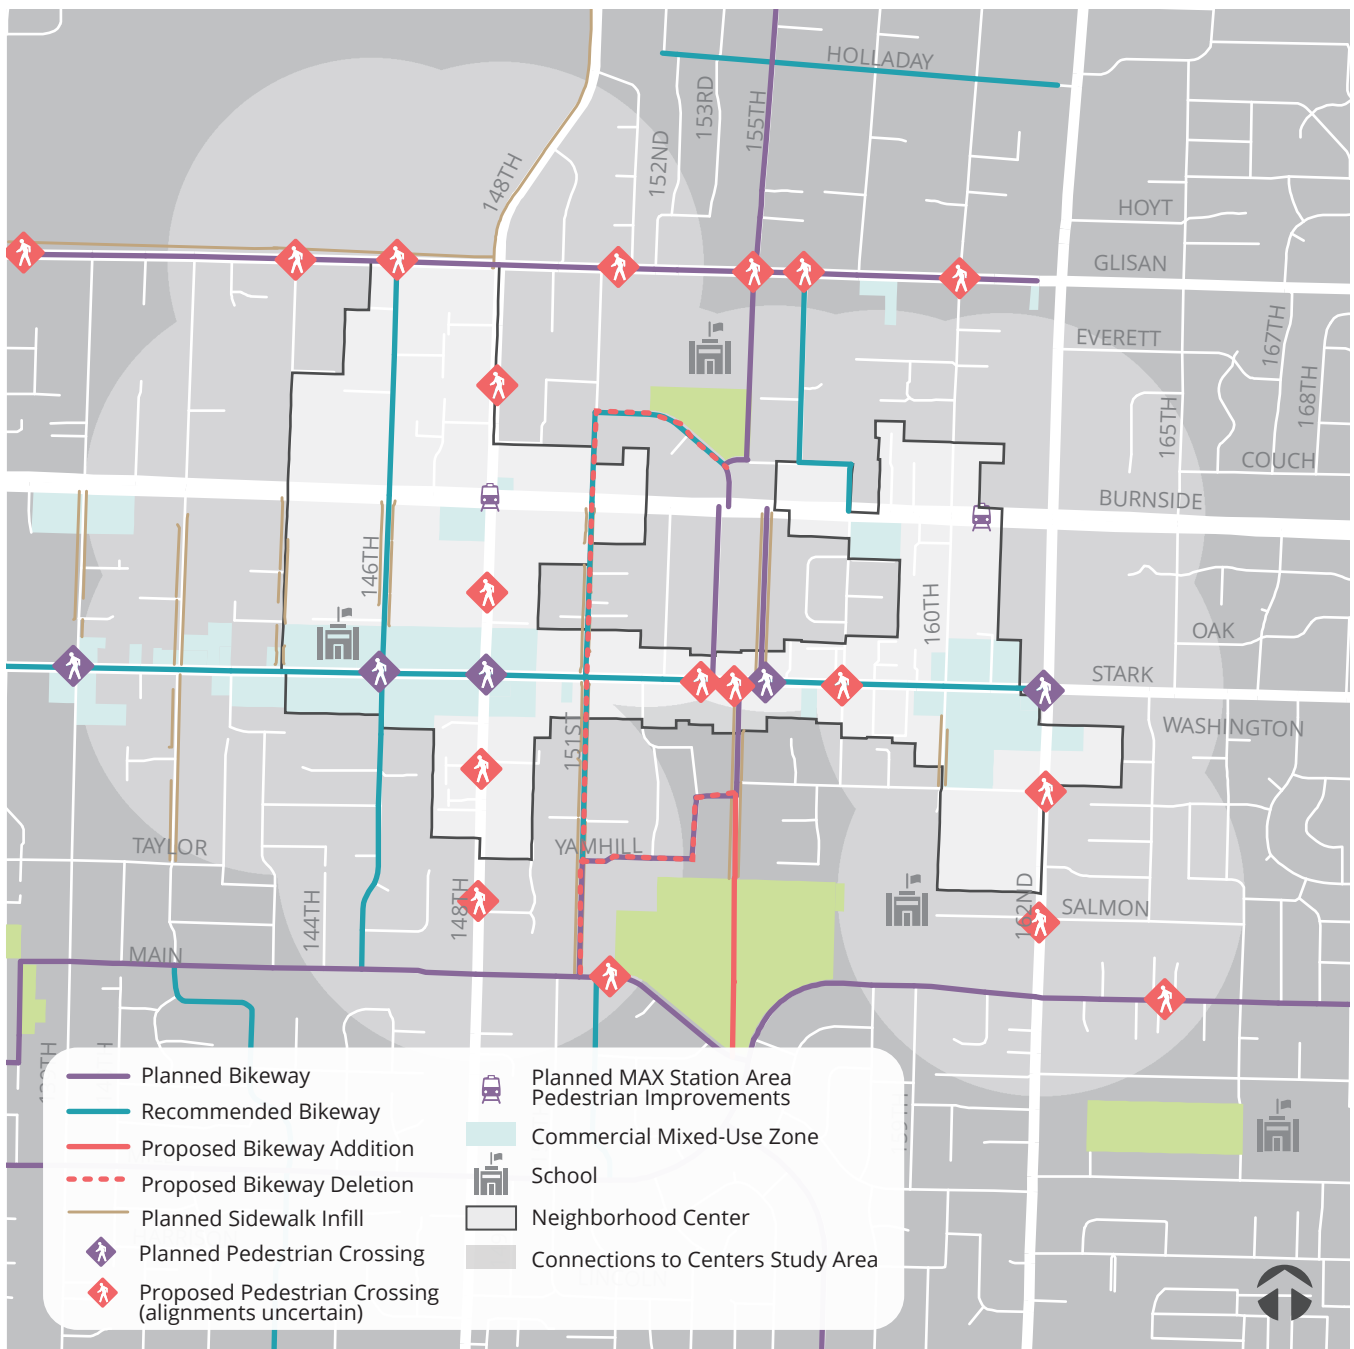 HOLLADAY
153RD
155TH
152ND
148TH
HOYT
GLISAN
EVERETT
167TH
168TH
165TH
COUCH
BURNSIDE
146TH
160TH
OAK
STARK
WASHINGTON
151ST
TAYLOR
YAMHILL
144TH
148TH
162ND
SALMON
MAIN
Planned Bikeway
Recommended Bikeway
Proposed Bikeway Addition
Proposed Bikeway Deletion
Planned Sidewalk Infill
Planned Pedestrian Crossing
Proposed Pedestrian Crossing
(alignments uncertain)
Planned MAX Station Area
Pedestrian Improvements
Commercial Mixed-Use Zone
School
Neighborhood Center
Connections to Centers Study Area